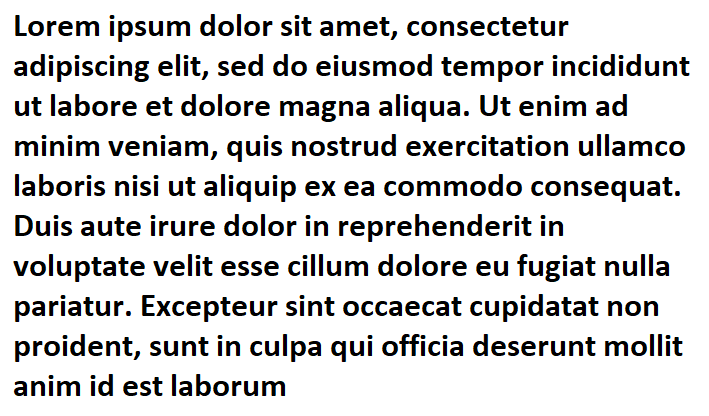 Lorem ipsum dolor sit amet, consectetur
adipiscing elit, sed do eiusmod tempor incididunt
ut labore et dolore magna aliqua. Ut enim ad
minim veniam, quis nostrud exercitation ullamco
laboris nisi ut aliquip ex ea commodo consequat.
Duis aute irure dolor in reprehenderit in
voluptate velit esse cillum dolore eu fugiat nulla
pariatur. Excepteur sint occaecat cupidatat non
proident, sunt in culpa qui officia deserunt mollit
anim id est laborum